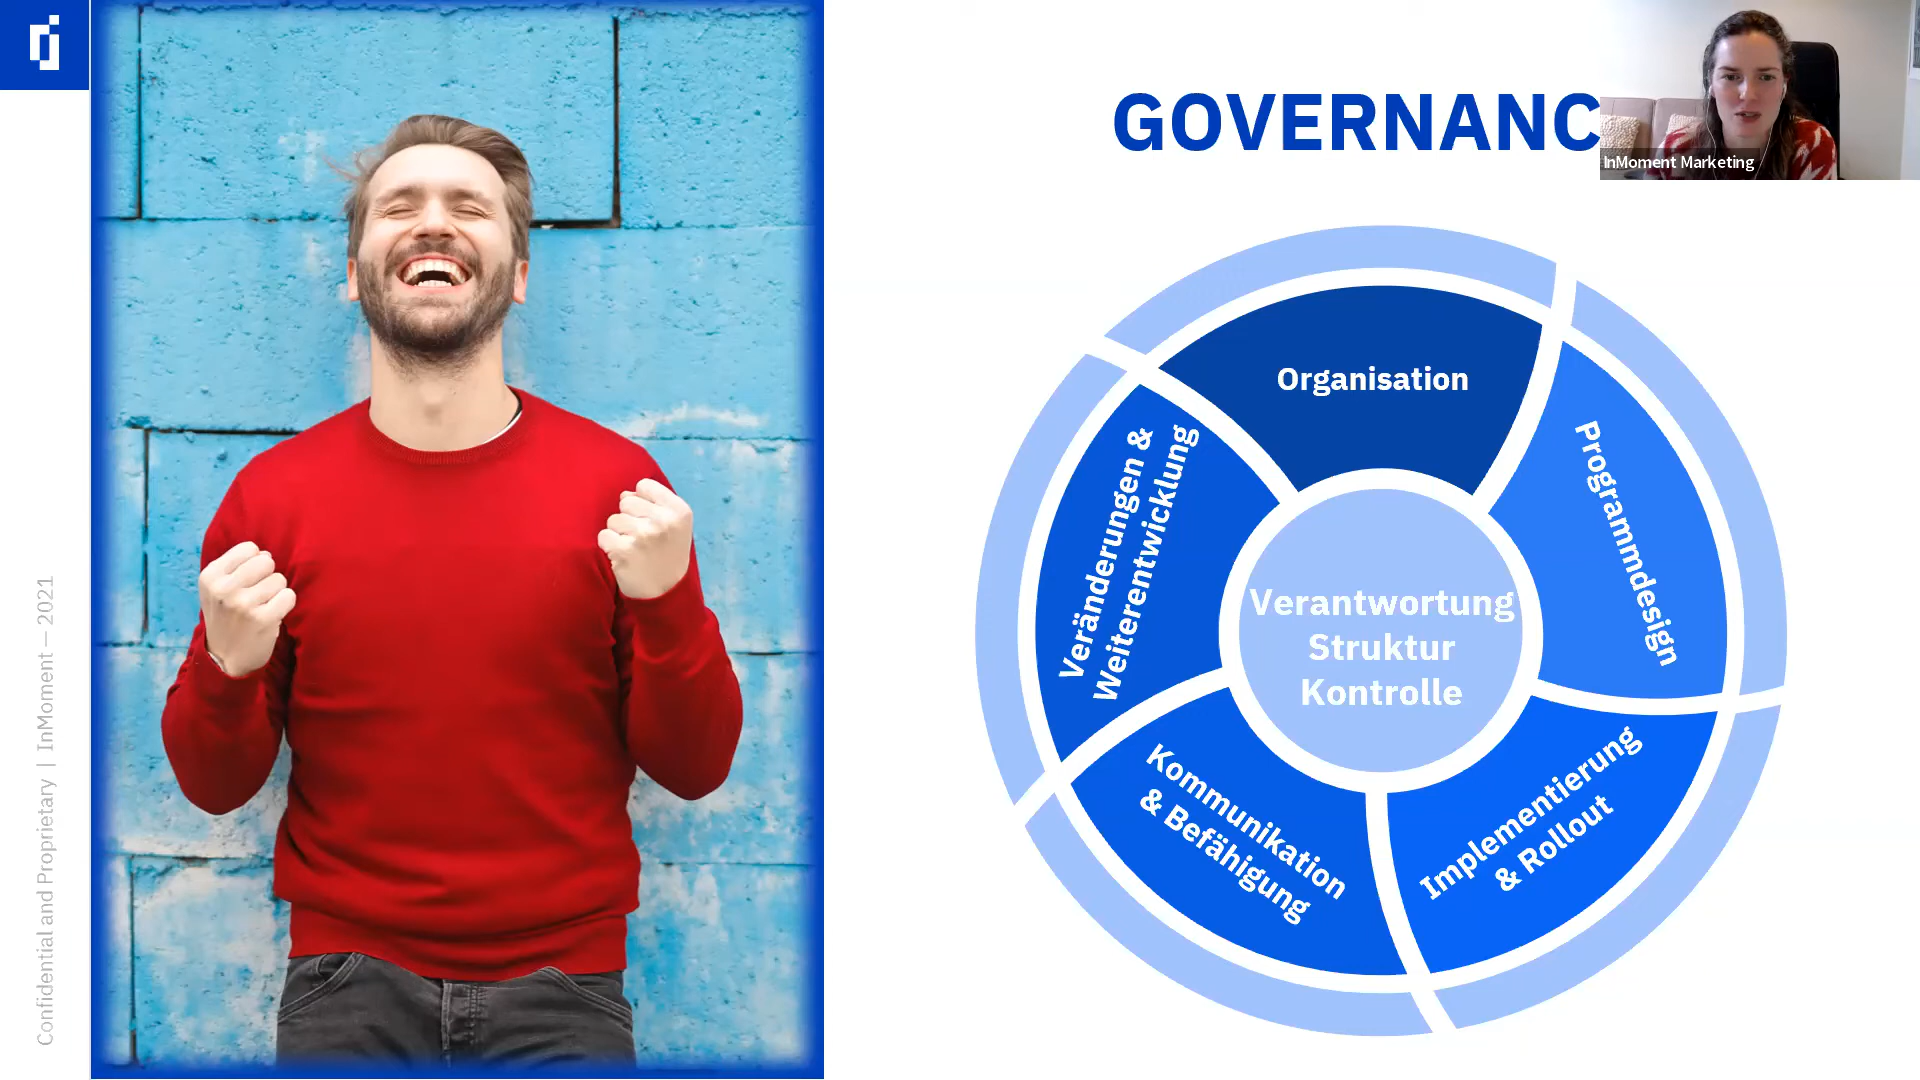 GOVERNANC
InMoment Marketing
Organisation
Programmdesign
Implementierung
& Rollout
Kommunikation
& Befähigung
Veränderungen &
Weiterentwicklung
Verantwortung
Struktur
Kontrolle
Confidential and Proprietary | InMoment — 2021